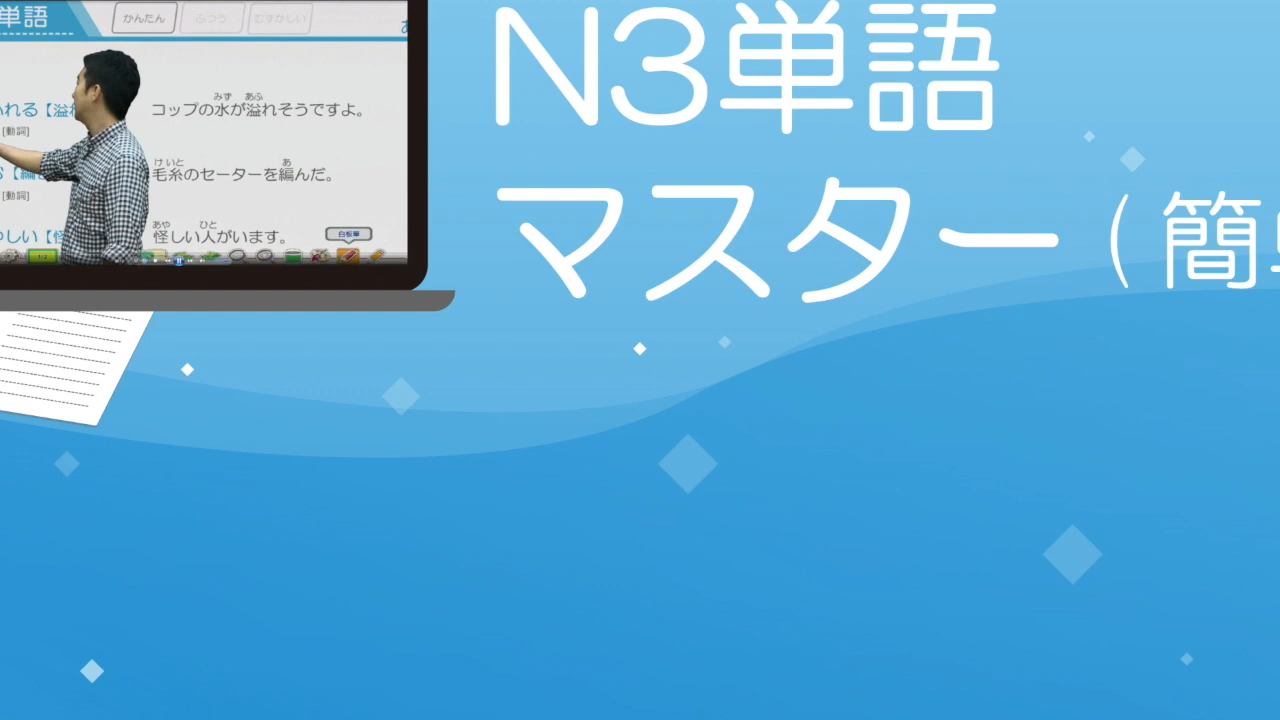 単語
かんたん
ふつう
むずかしい
あふ
みず
コップの水が溢れそうですよ。
[動詞]
けいと
あ
毛糸のセーターを編んだ。
[動詞]
あや
ひと
怪しい人がいます。
白板筆
N3単語
マスター（簡